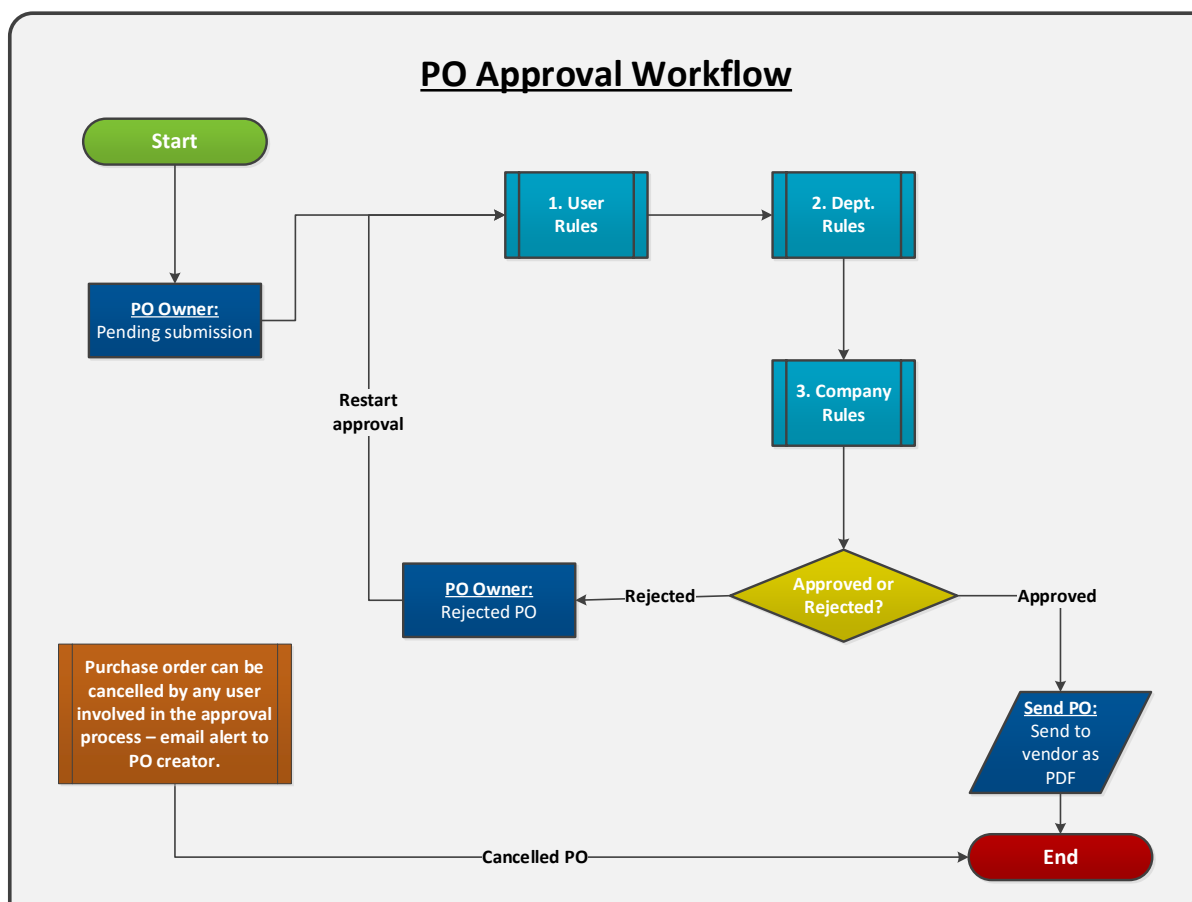 PO Approval Workflow
Start
1. User
Rules
2. Dept.
Rules
PO Owner:
Pending submission
3. Company
Rules
Restart
approval
Approved or
Rejected?
Rejected
Approved
PO Owner:
Rejected PO
Purchase order can be
cancelled by any user
involved in the approval
process – email alert to
PO creator.
Send PO:
Send to
vendor as
PDF
Cancelled PO
End